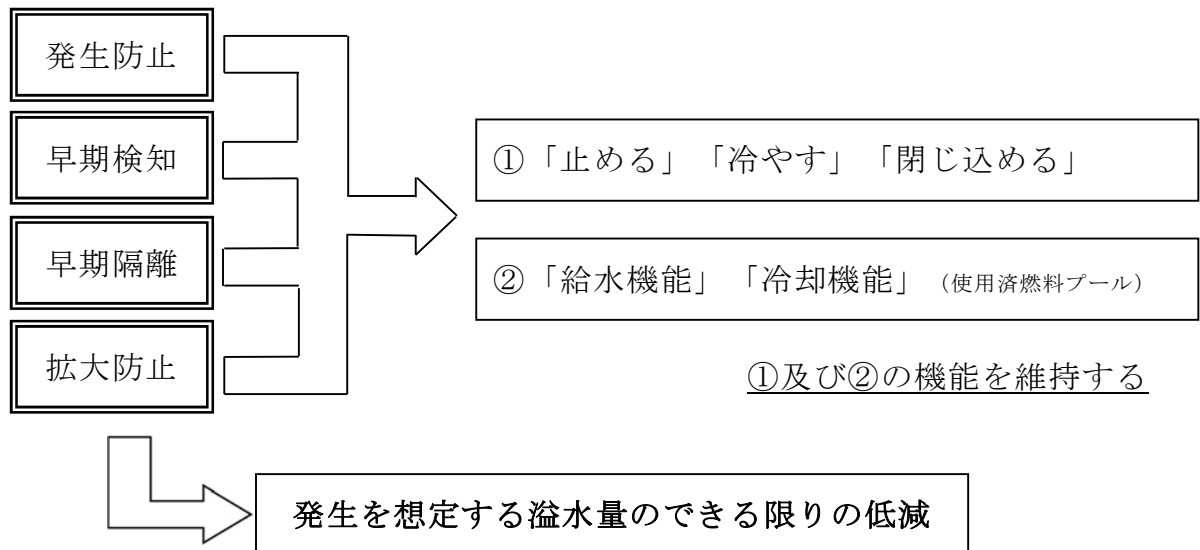 発生防止
早期検知
早期隔離
拡大防止
①「止める」「冷やす」「閉じ込める」
②「給水機能」「冷却機能」（使用済燃料プール）
①及び②の機能を維持する
発生を想定する溢水量のできる限りの低減